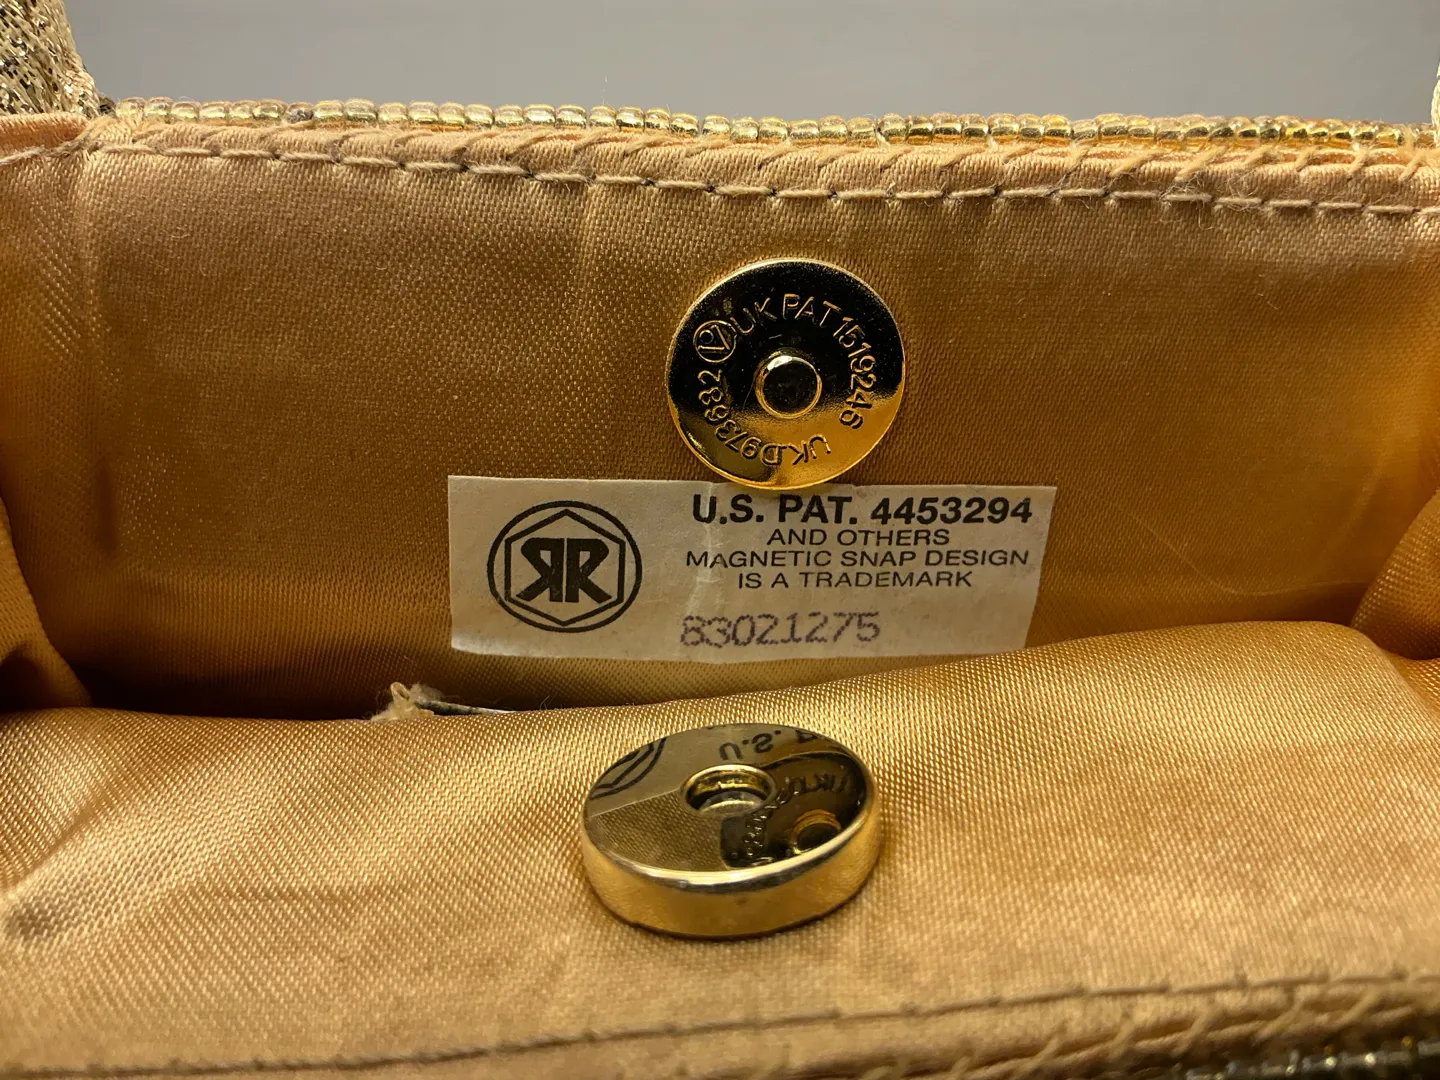 UK PAT 1519246
UK.D973682
U.S. PAT. 4453294
AND OTHERS
MAGNETIC SNAP DESIGN
IS A TRADEMARK
RR
83021275